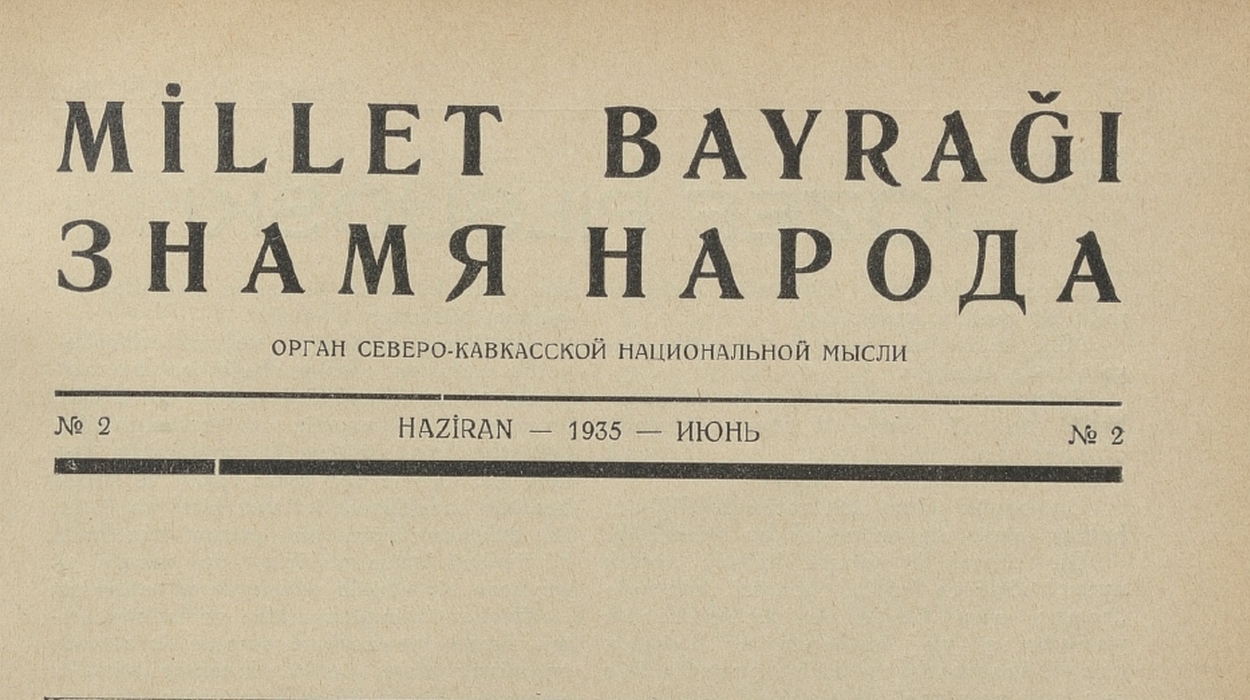 MİLLET BAYRAĞI
ЗНАМЯ НАРОДА
ОРГАН СЕВЕРО-КАВКАССКОЙ НАЦИОНАЛЬНОЙ МЫСЛИ
№ 2 HAZİRAN — 1935 — ИЮНЬ № 2